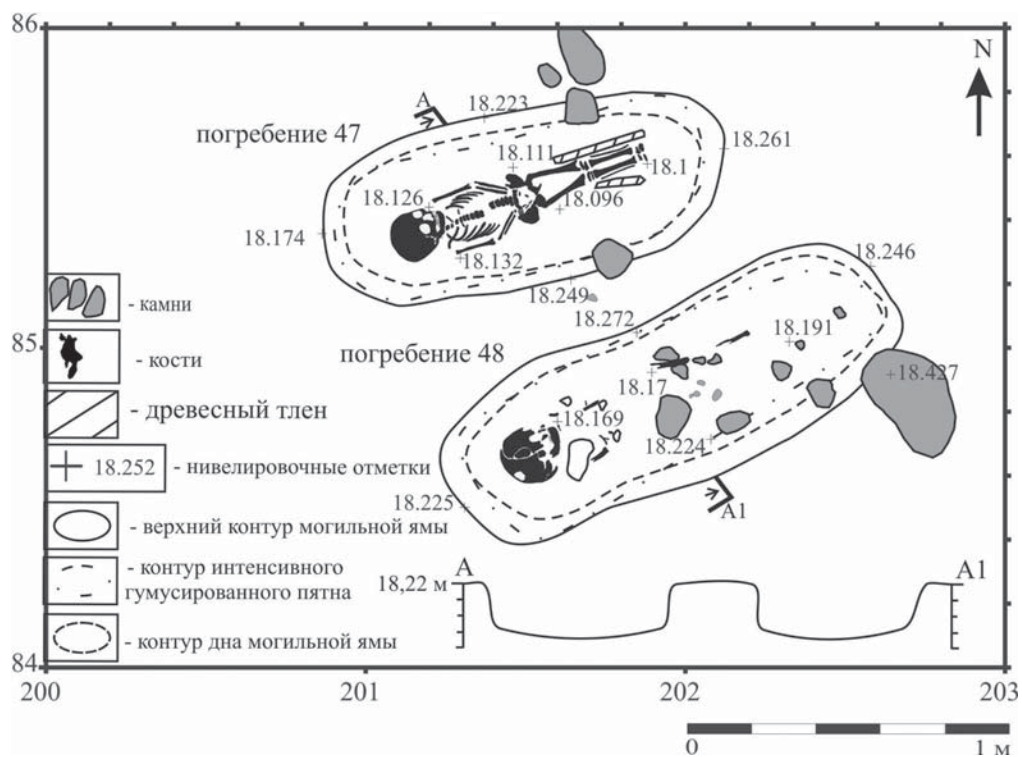 86
N
А
18.223
погребение 47
18.261
18.111
18.1
18.126
18.096
18.174
18.132
18.246
18.249
- камни
18.272
85
18.191
погребение 48
- кости
18.17
18.427
18.169
- древесный тлен
18.224
18.252 - нивелировочные отметки
18.225
А1
- верхний контур могильной ямы
А
А1
18,22 м
- контур интенсивного
гумусированного пятна
- контур дна могильной ямы
84
200
201
202
203
0
1 м